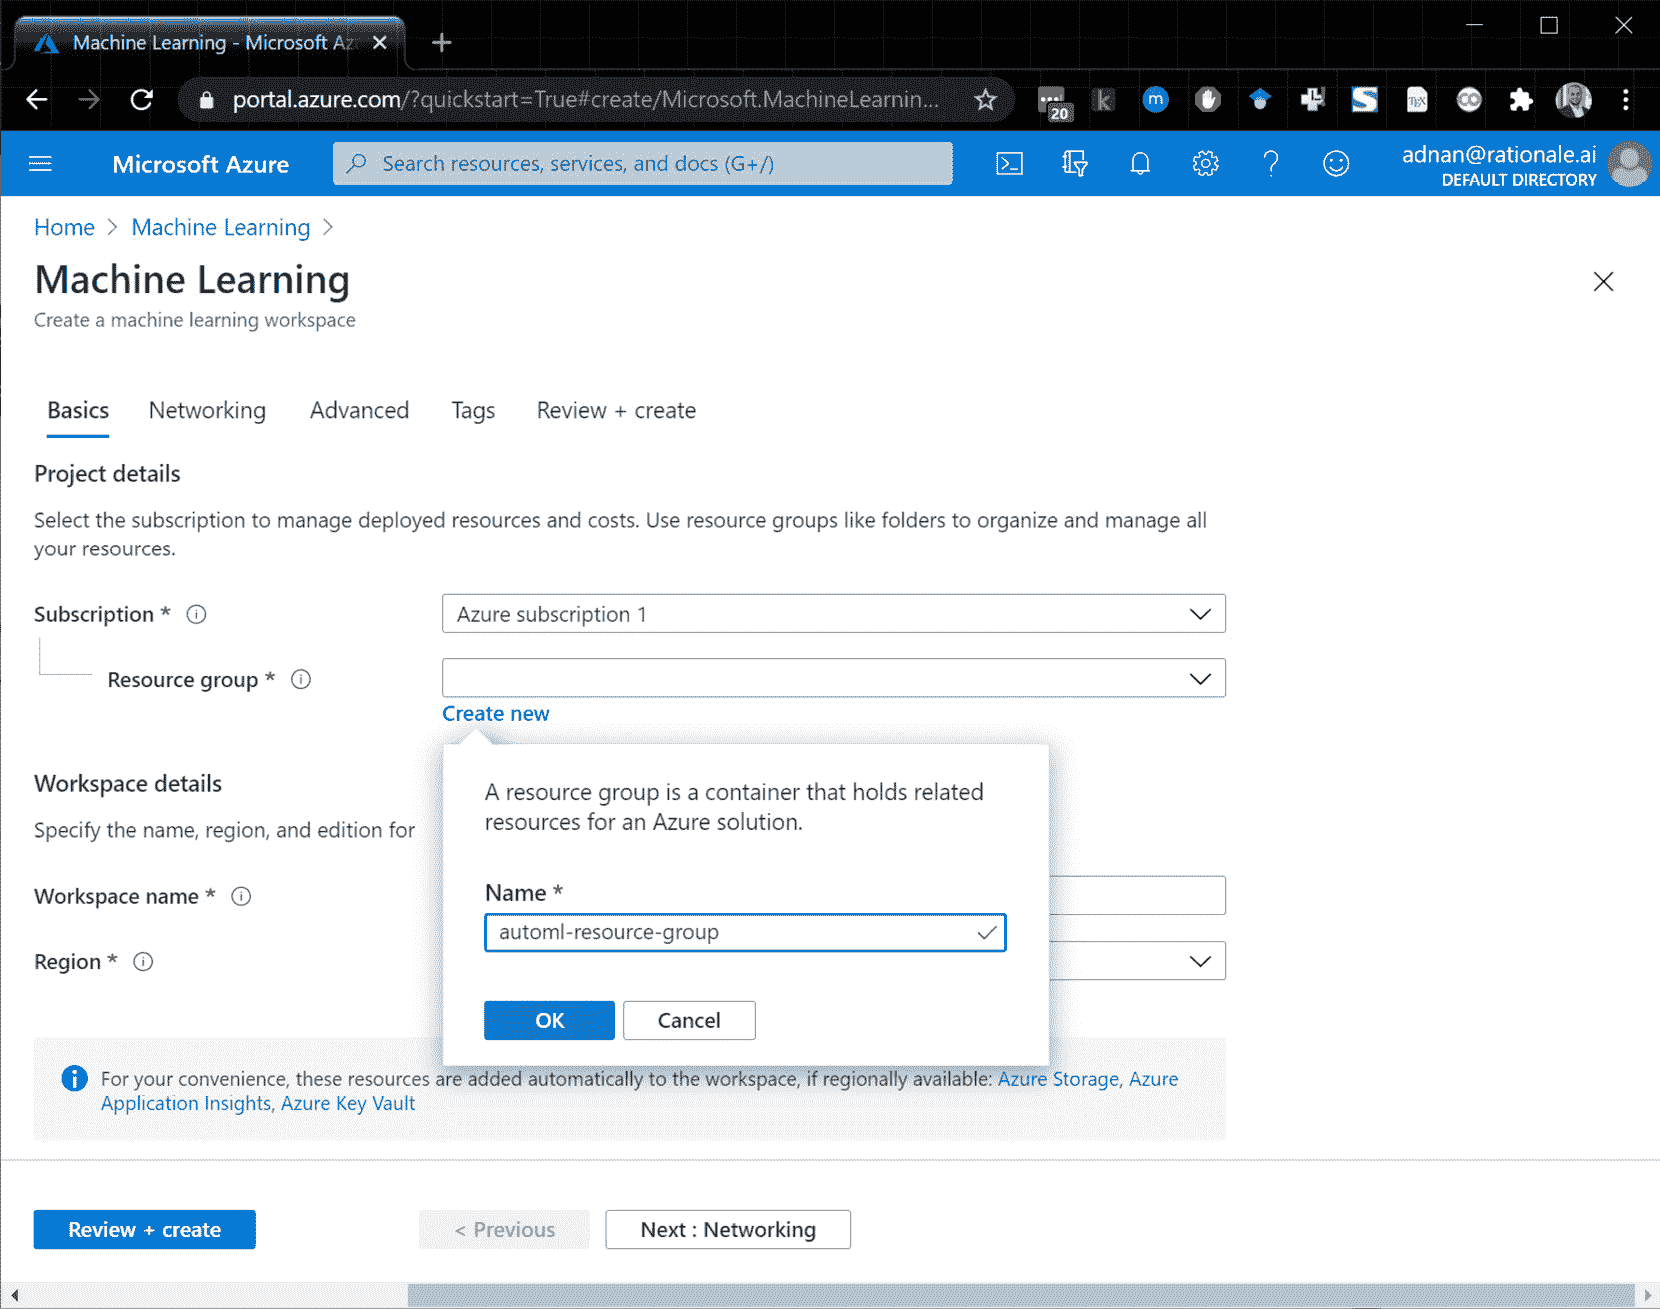 Machine Learning - Microsoft Az
portal.azure.com/?quickstart=True#create/Microsoft.MachineLearnin...
20
k
m
TEX
CO
Microsoft Azure
Search resources, services, and docs (G+/)
adnan@rationale.ai
DEFAULT DIRECTORY
Home > Machine Learning >
Machine Learning
Create a machine learning workspace
Basics Networking Advanced Tags Review + create
Project details
Select the subscription to manage deployed resources and costs. Use resource groups like folders to organize and manage all
your resources.
Subscription *
Azure subscription 1
Resource group *
Create new
A resource group is a container that holds related
resources for an Azure solution.
Name *
automl-resource-group
OK Cancel
Workspace details
Specify the name, region, and edition for
Workspace name *
Region *
For your convenience, these resources are added automatically to the workspace, if regionally available: Azure Storage, Azure
Application Insights, Azure Key Vault
Review + create < Previous Next : Networking